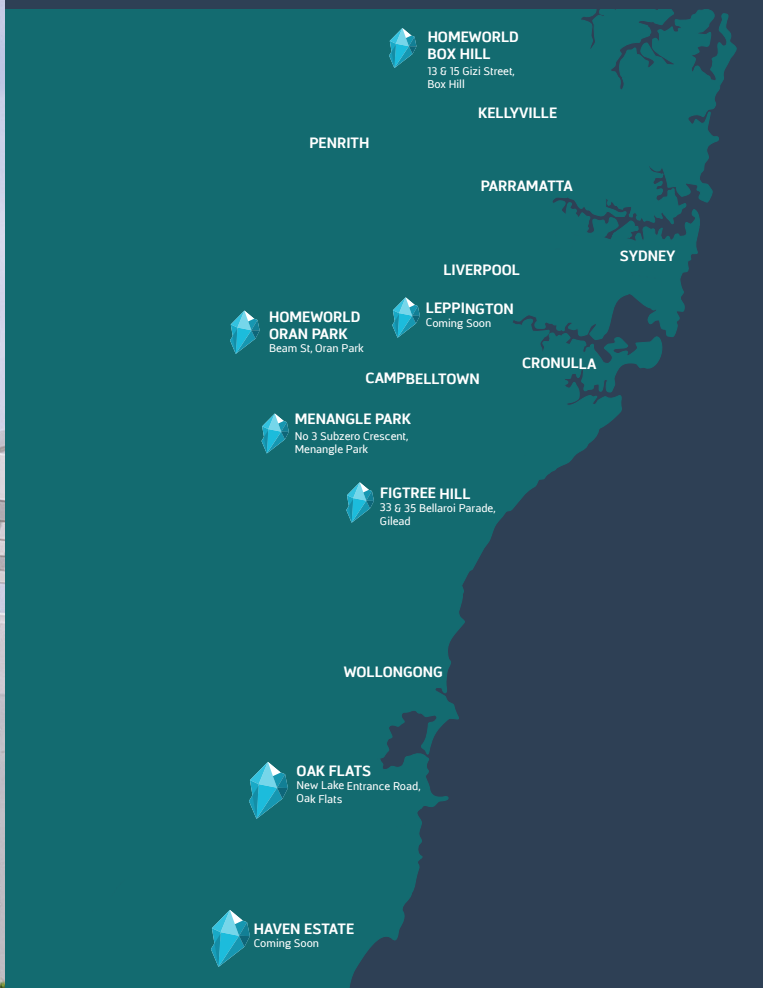 HOMEWORLD
BOX HILL
13 & 15 Gizi Street,
Box Hill
KELLYVILLE
PENRITH
PARRAMATTA
SYDNEY
LIVERPOOL
LEPPINGTON
Coming Soon
HOMEWORLD
ORAN PARK
Beam St, Oran Park
CRONULLA
CAMPBELLTOWN
MENANGLE PARK
No 3 Subzero Crescent,
Menangle Park
FIGTREE HILL
33 & 35 Bellaroi Parade,
Gilead
WOLLONGONG
OAK FLATS
New Lake Entrance Road,
Oak Flats
HAVEN ESTATE
Coming Soon